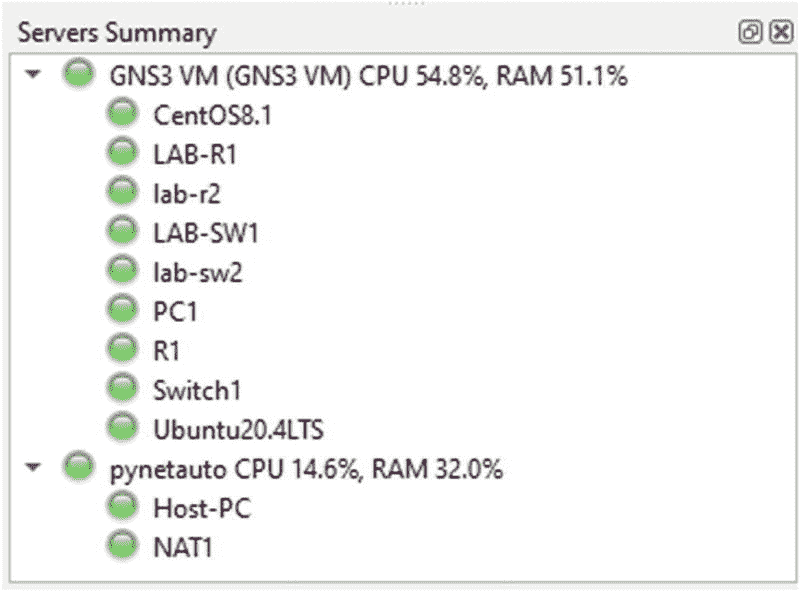 Servers Summary
GNS3 VM (GNS3 VM) CPU 54.8%, RAM 51.1%
CentOS8.1
LAB-R1
lab-r2
LAB-SW1
lab-sw2
PC1
R1
Switch1
Ubuntu20.4LTS
pynetauto CPU 14.6%, RAM 32.0%
Host-PC
NAT1